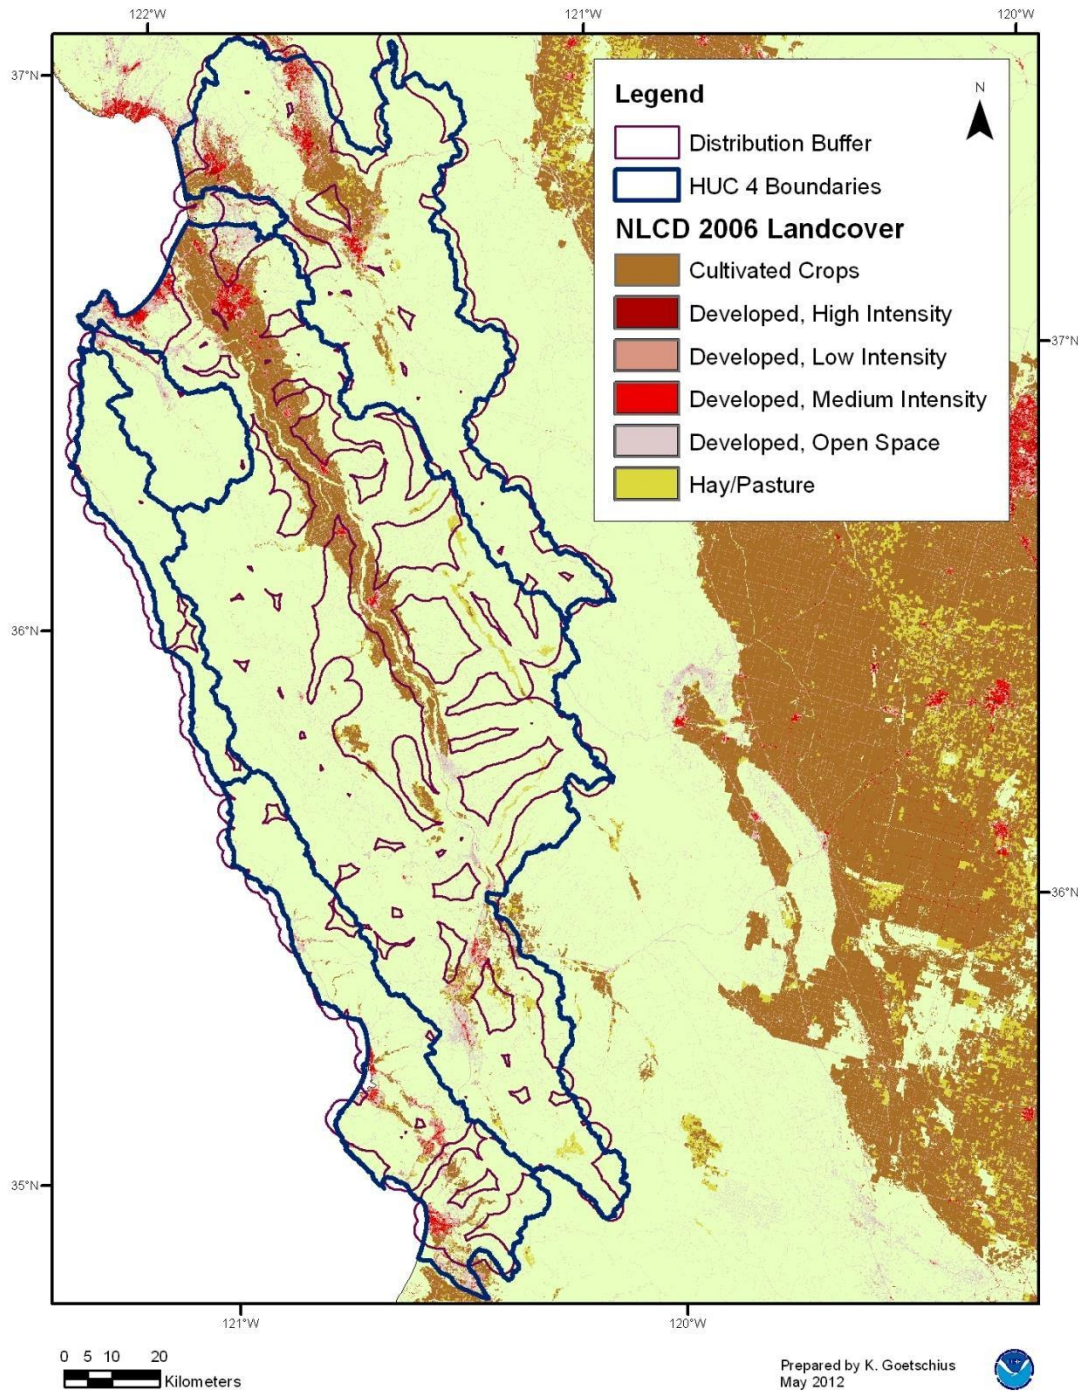 122°W 121°W 120°W
37°N
Legend
N
Distribution Buffer
HUC 4 Boundaries
NLCD 2006 Landcover
Cultivated Crops
Developed, High Intensity
Developed, Low Intensity
Developed, Medium Intensity
Developed, Open Space
Hay/Pasture
37°N
36°N
36°N
35°N
121°W 120°W
0 5 10 20
Kilometers
Prepared by K. Goetschius
May 2012